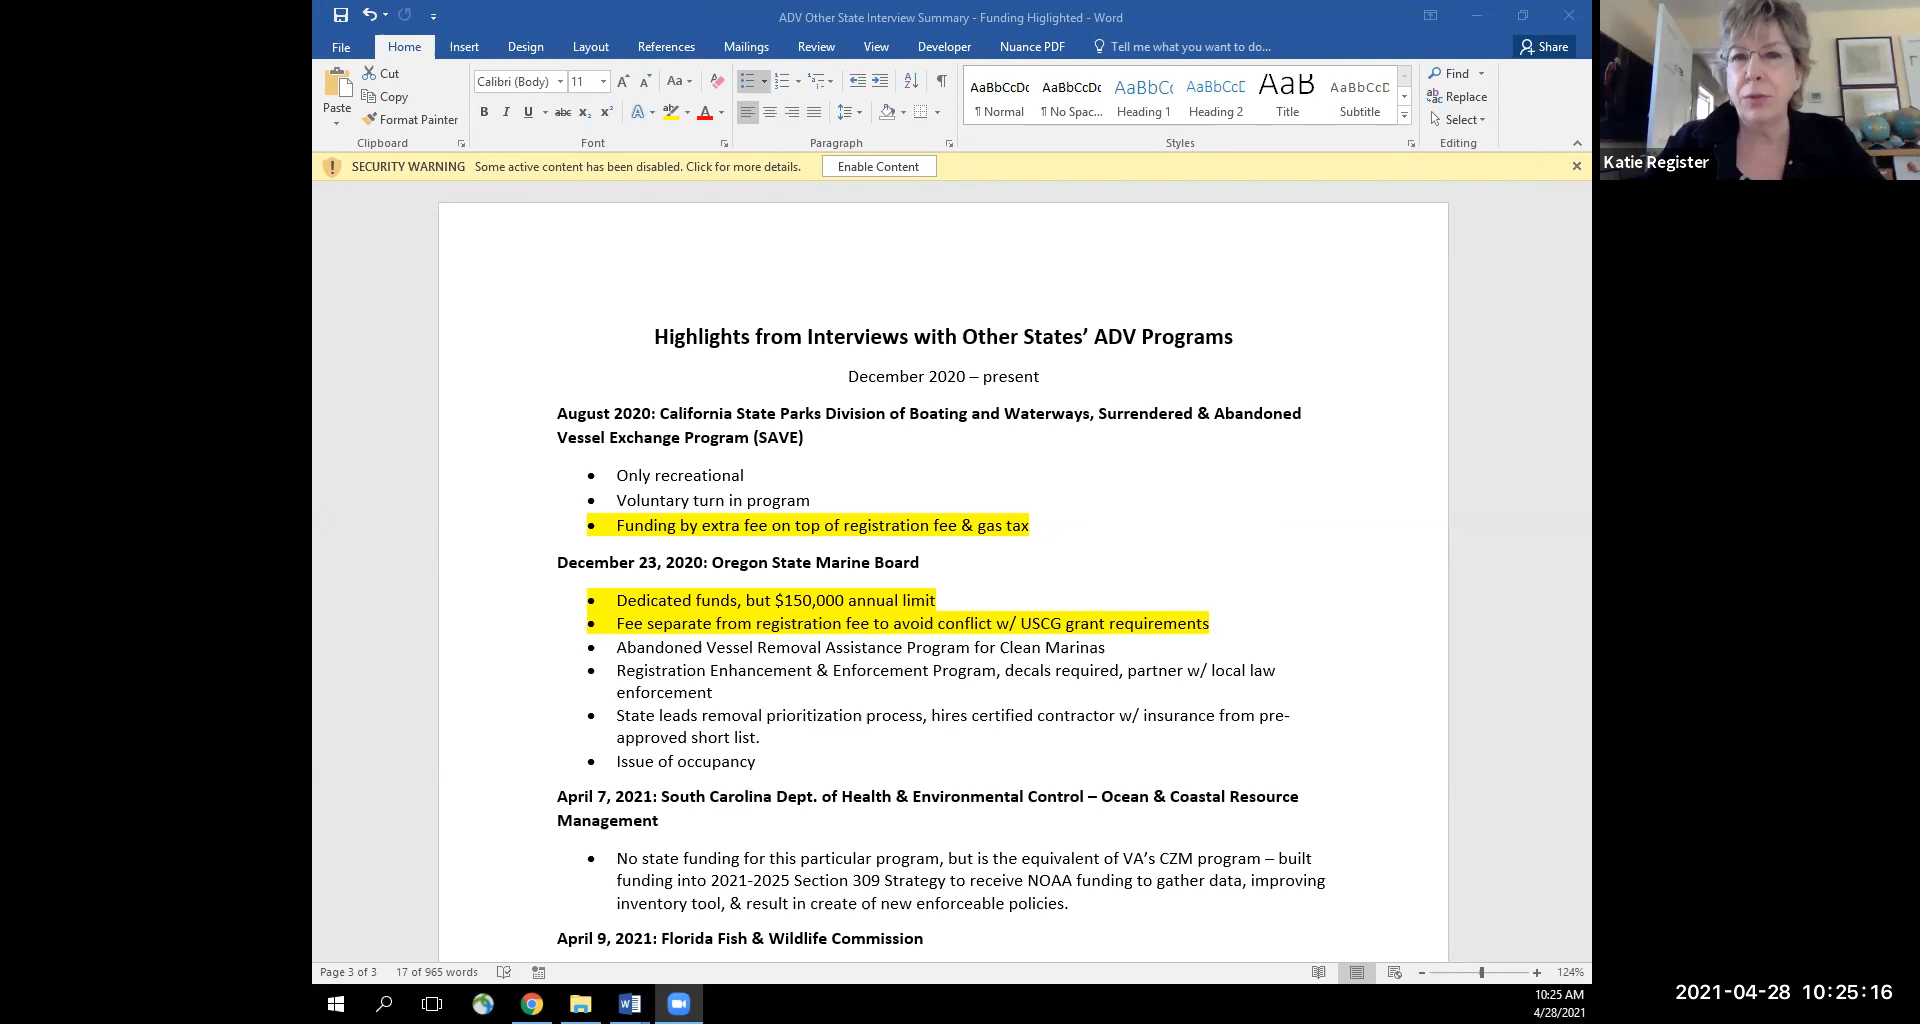 ADV Other State Interview Summary - Funding Higlighted - Word
File Home Insert Design Layout References Mailings Review View Developer Nuance PDF Tell me what you want to do... Share
Paste
Cut
Copy
Format Painter
Clipboard
Calibri (Body) 11
Font
Paragraph
AaBbCcDc AaBbCcDc AaBbC AaBbCcD AaB AaBbCcD
¶ Normal ¶ No Spac... Heading 1 Heading 2 Title Subtitle
Styles
Find
Replace
Select
Editing
SECURITY WARNING Some active content has been disabled. Click for more details. Enable Content
Katie Register
Highlights from Interviews with Other States’ ADV Programs
December 2020 – present
August 2020: California State Parks Division of Boating and Waterways, Surrendered & Abandoned
Vessel Exchange Program (SAVE)
• Only recreational
• Voluntary turn in program
• Funding by extra fee on top of registration fee & gas tax
December 23, 2020: Oregon State Marine Board
• Dedicated funds, but $150,000 annual limit
• Fee separate from registration fee to avoid conflict w/ USCG grant requirements
• Abandoned Vessel Removal Assistance Program for Clean Marinas
• Registration Enhancement & Enforcement Program, decals required, partner w/ local law
enforcement
• State leads removal prioritization process, hires certified contractor w/ insurance from pre-
approved short list.
• Issue of occupancy
April 7, 2021: South Carolina Dept. of Health & Environmental Control – Ocean & Coastal Resource
Management
• No state funding for this particular program, but is the equivalent of VA’s CZM program – built
funding into 2021-2025 Section 309 Strategy to receive NOAA funding to gather data, improving
inventory tool, & result in create of new enforceable policies.
April 9, 2021: Florida Fish & Wildlife Commission
Page 3 of 3 17 of 965 words 124%
10:25 AM
4/28/2021
2021-04-28 10:25:16